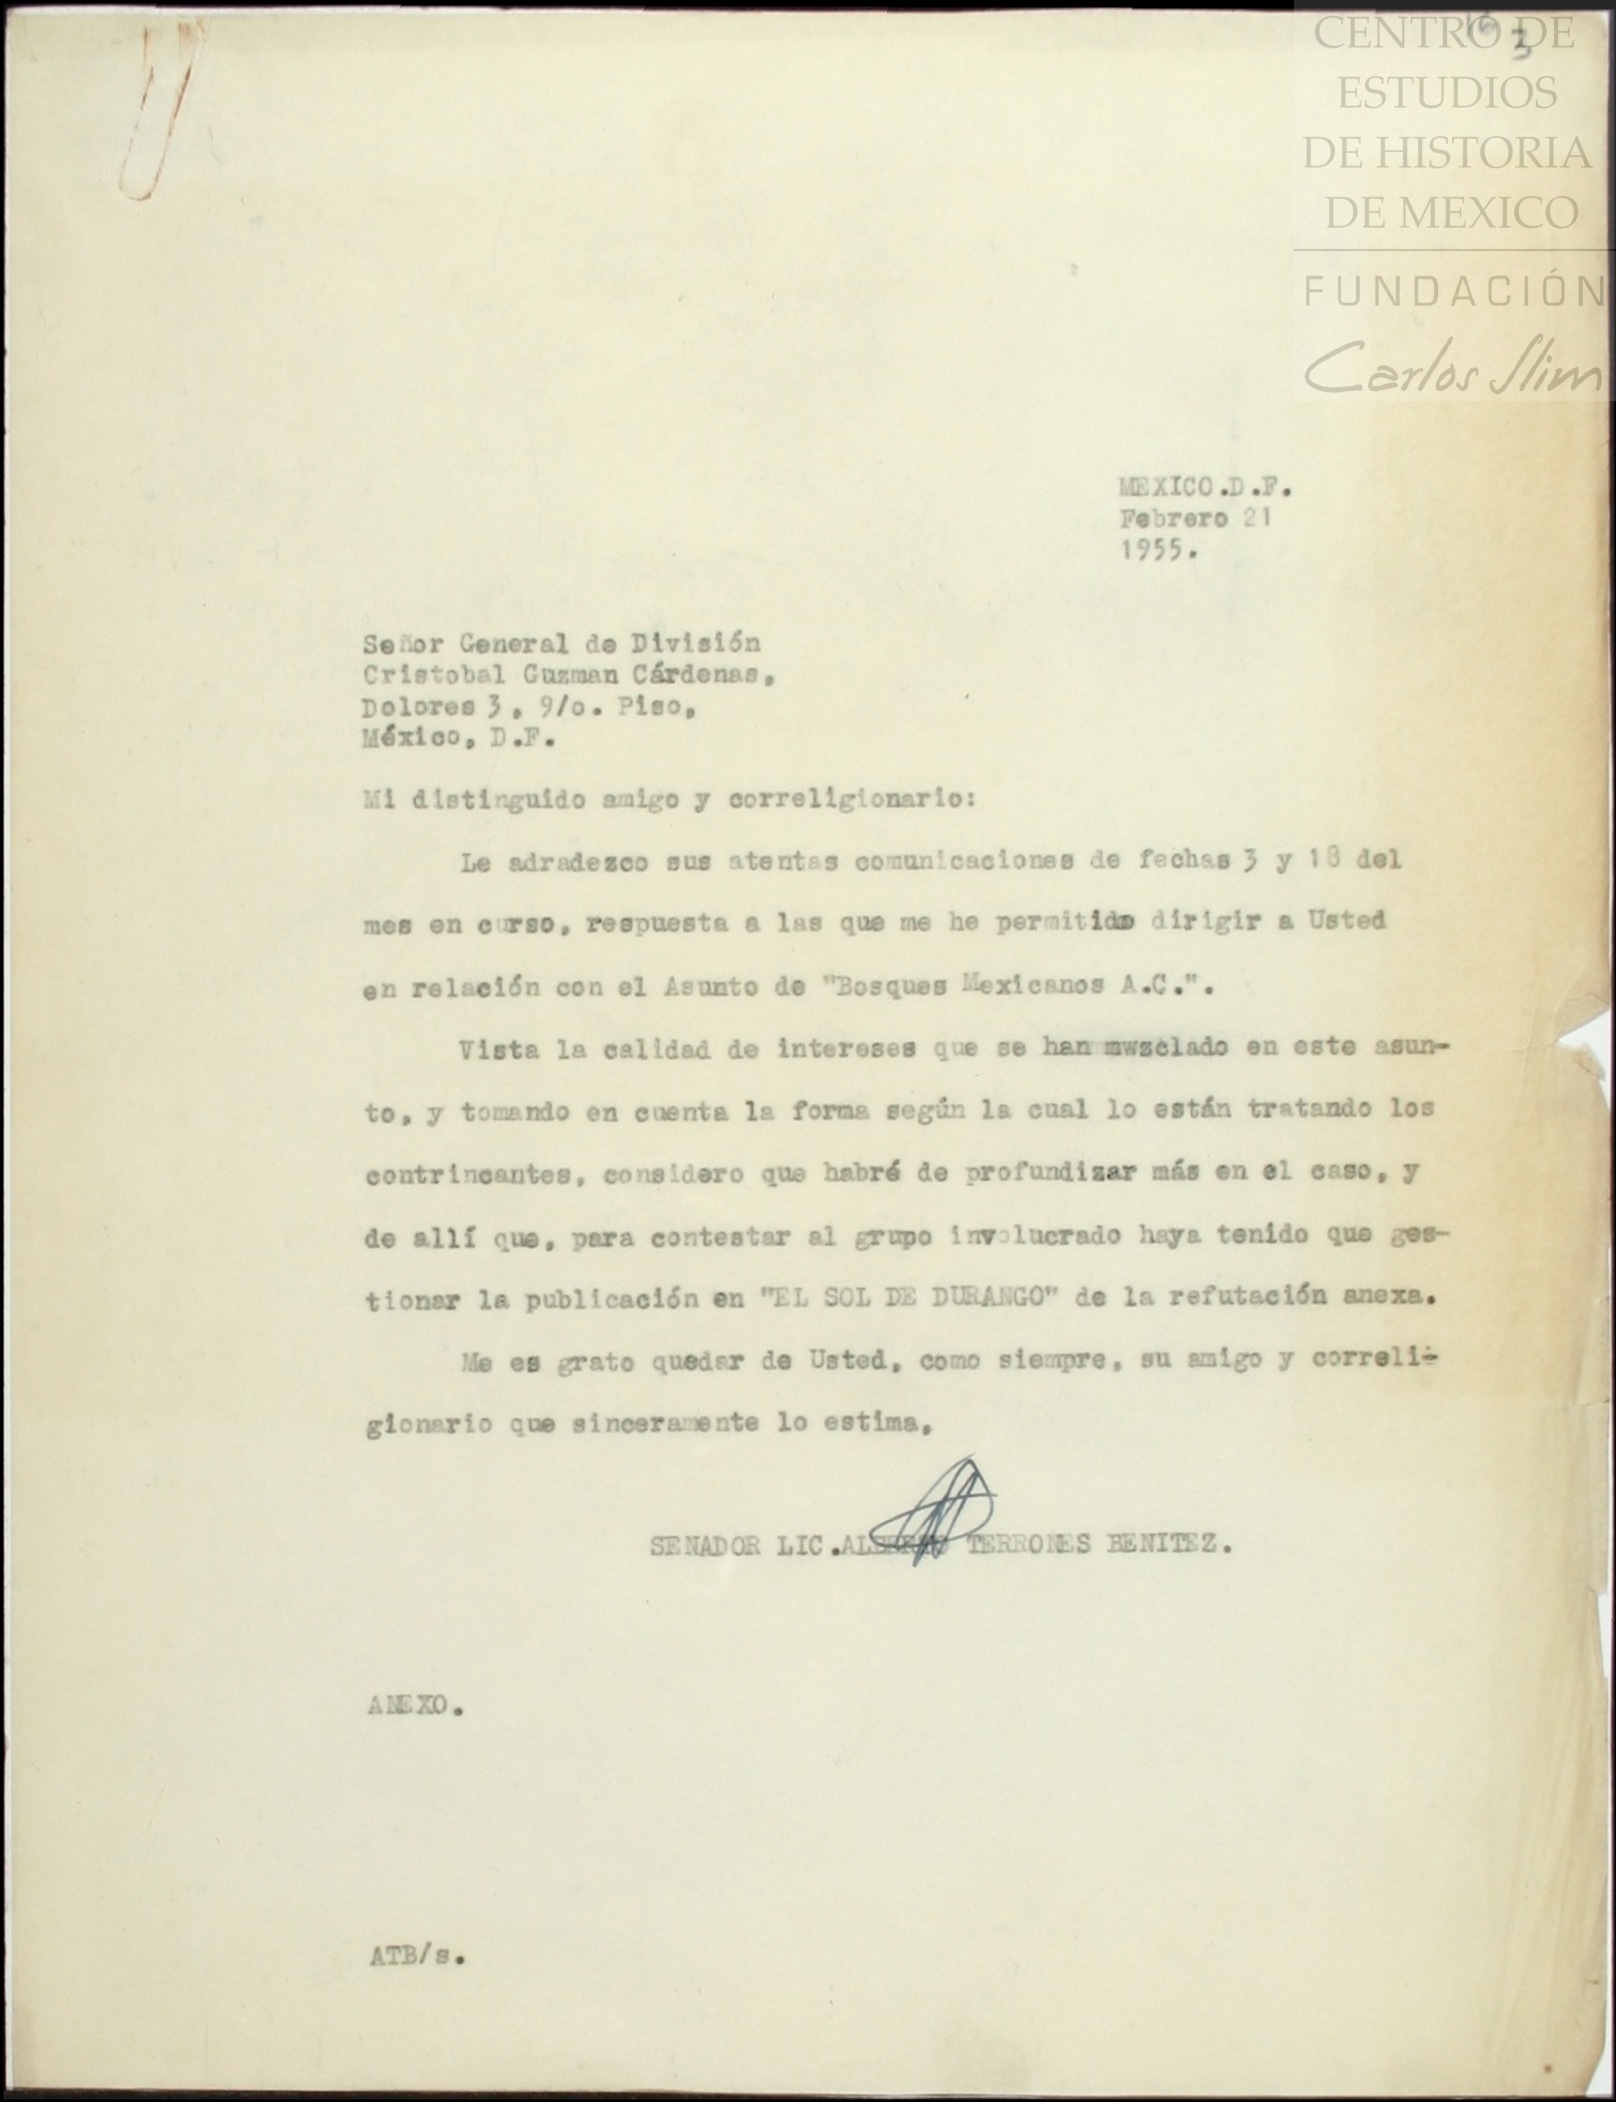 CENTRO DE
ESTUDIOS
DE HISTORIA
DE MEXICO
FUNDACIÓN
Carlos Slim
3
MEXICO.D.F.
Febrero 21
1955.
Señor General de División
Cristobal Guzman Cárdenas,
Dolores 3, 9/o. Piso,
México, D.F.
Mi distinguido amigo y correligionario:
Le adradezco sus atentas comunicaciones de fechas 3 y 18 del
mes en curso, respuesta a las que me he permitido dirigir a Usted
en relación con el Asunto de "Bosques Mexicanos A.C.".
Vista la calidad de intereses que se han mwzclado en este asun-
to, y tomando en cuenta la forma según la cual lo están tratando los
contrincantes, considero que habré de profundizar más en el caso, y
de allí que, para contestar al grupo involucrado haya tenido que ges-
tionar la publicación en "EL SOL DE DURANGO" de la refutación anexa.
Me es grato quedar de Usted, como siempre, su amigo y correli-
gionario que sinceramente lo estima,
SENADOR LIC.ALBERTO TERRONES BENITEZ.
ANEXO.
ATB/s.